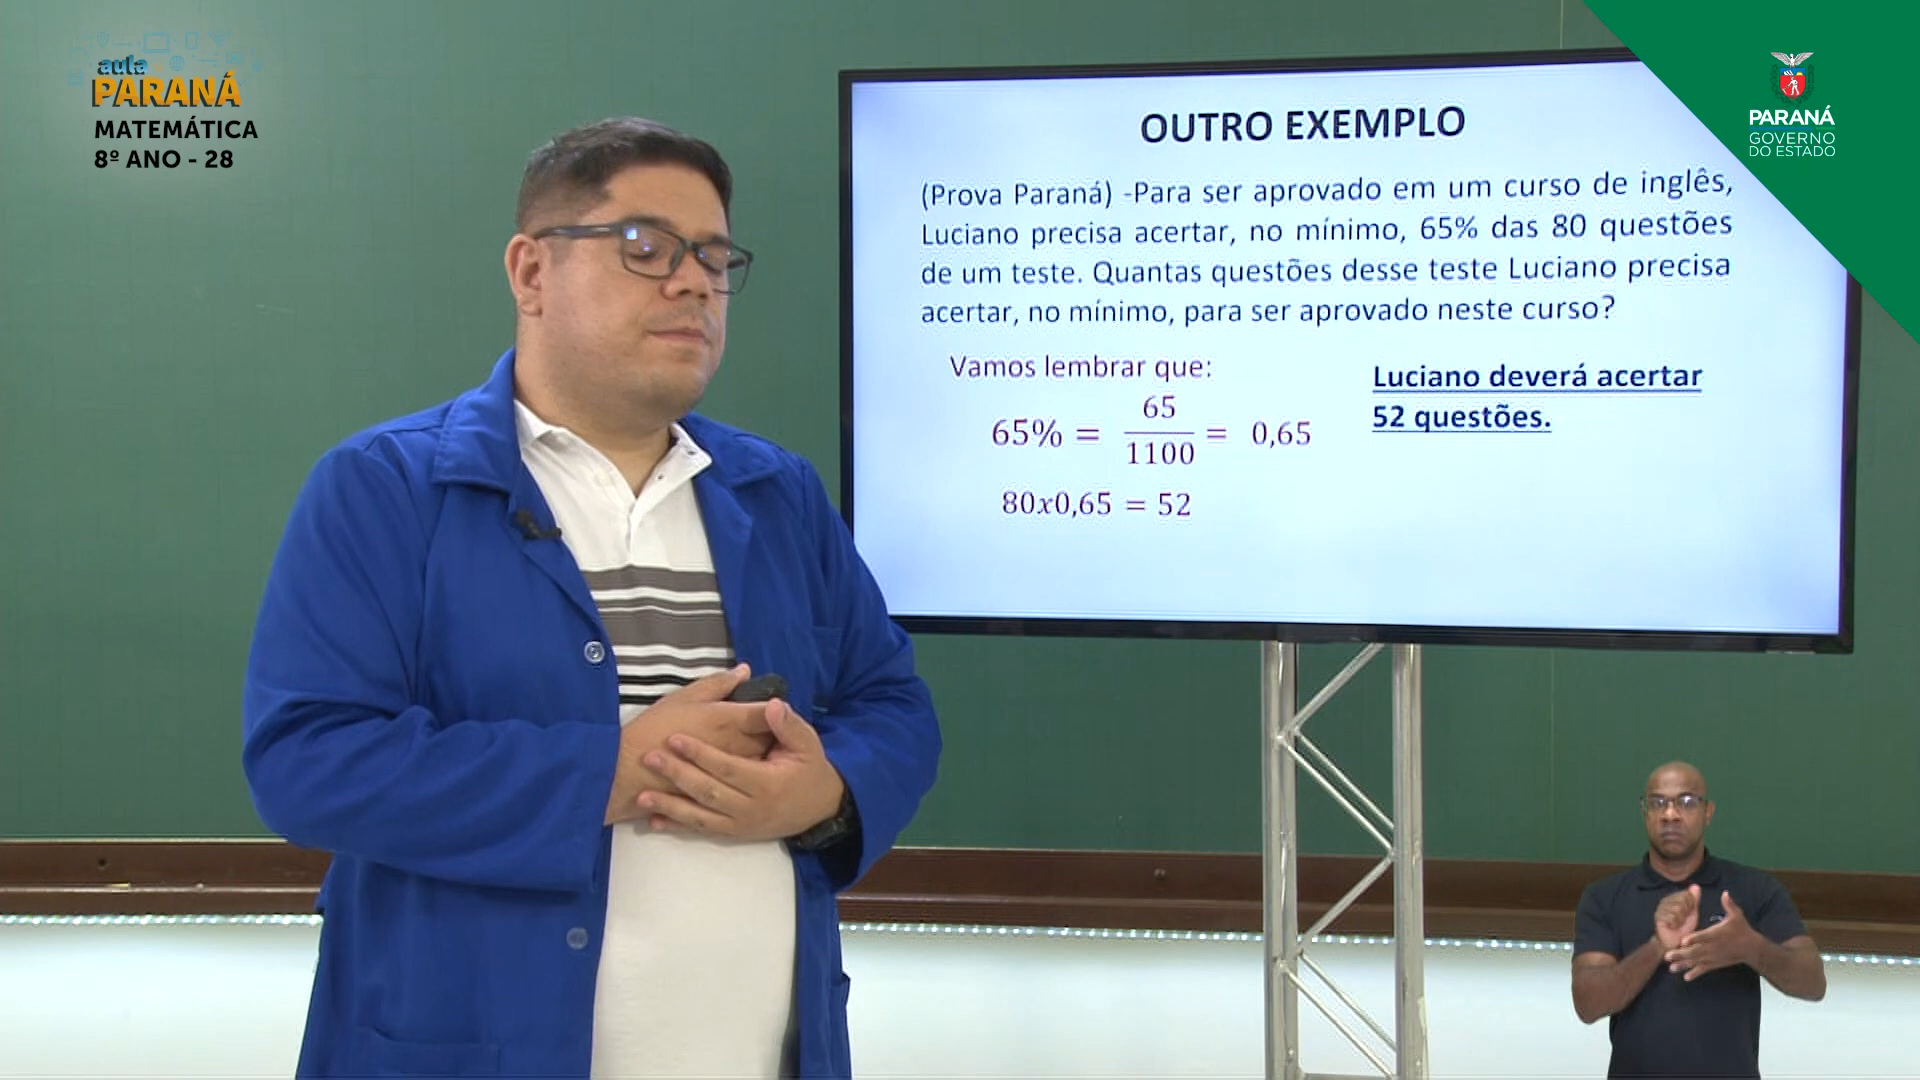 aula
PARANÁ
MATEMÁTICA
8º ANO - 28
PARANÁ
GOVERNO
DO ESTADO
OUTRO EXEMPLO
(Prova Paraná) -Para ser aprovado em um curso de inglês,
Luciano precisa acertar, no mínimo, 65% das 80 questões
de um teste. Quantas questões desse teste Luciano precisa
acertar, no mínimo, para ser aprovado neste curso?
Vamos lembrar que:
65% = 65/1100 = 0,65
80x0,65 = 52
Luciano deverá acertar
52 questões.